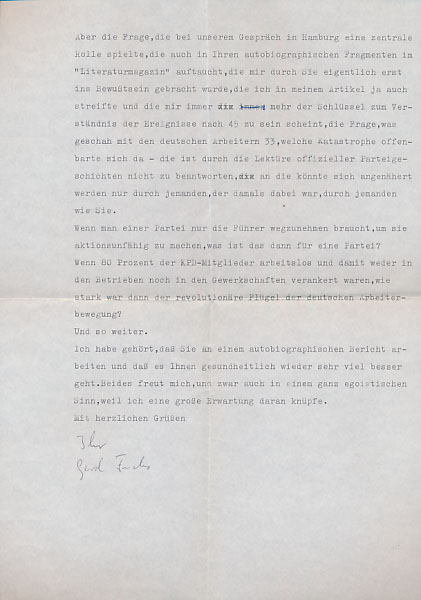 Aber die Frage,die bei unserem Gespräch in Hamburg eine zentrale
Rolle spielte,die auch in Ihren autobiographischen Fragmenten im
"Literaturmagazin" auftaucht,die mir durch Sie eigentlich erst
ins Bewußtsein gebracht wurde,die ich in meinem Artikel ja auch
streifte und die mir immer mehr der Schlüssel zum Ver-
ständnis der Ereignisse nach 45 zu sein scheint,die Frage,was
geschah mit den deutschen Arbeitern 33,welche Katastrophe offen-
barte sich da - die ist durch die Lektüre offizieller Parteige-
schichten nicht zu beantworten, an die könnte sich angenähert
werden nur durch jemanden,der damals dabei war,durch jemanden
wie Sie.
Wenn man einer Partei nur die Führer wegzunehmen braucht,um sie
aktionsunfähig zu machen,was ist das dann für eine Partei?
Wenn 80 Prozent der KPD-Mitglieder arbeitslos und damit weder in
den Betrieben noch in den Gewerkschaften verankert waren,wie
stark war dann der revolutionäre Flügel der deutschen Arbeiter-
bewegung?
Und so weiter.
Ich habe gehört,daß Sie an einem autobiographischen Bericht ar-
beiten und daß es Ihnen gesundheitlich wieder sehr viel besser
geht.Beides freut mich,und zwar auch in einem ganz egoistischen
Sinn,weil ich eine große Erwartung daran knüpfe.
Mit herzlichen Grüßen
Ihr
Gerd Fuchs